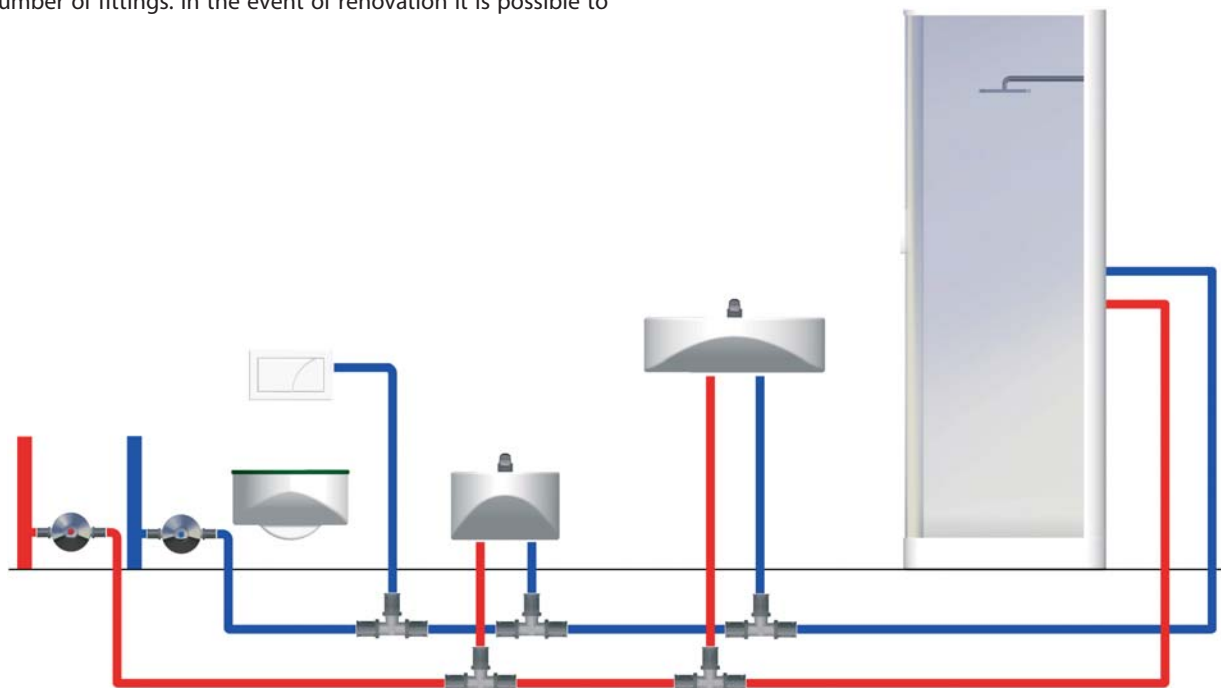 umber of fittings. In the event of renovation it is possible to